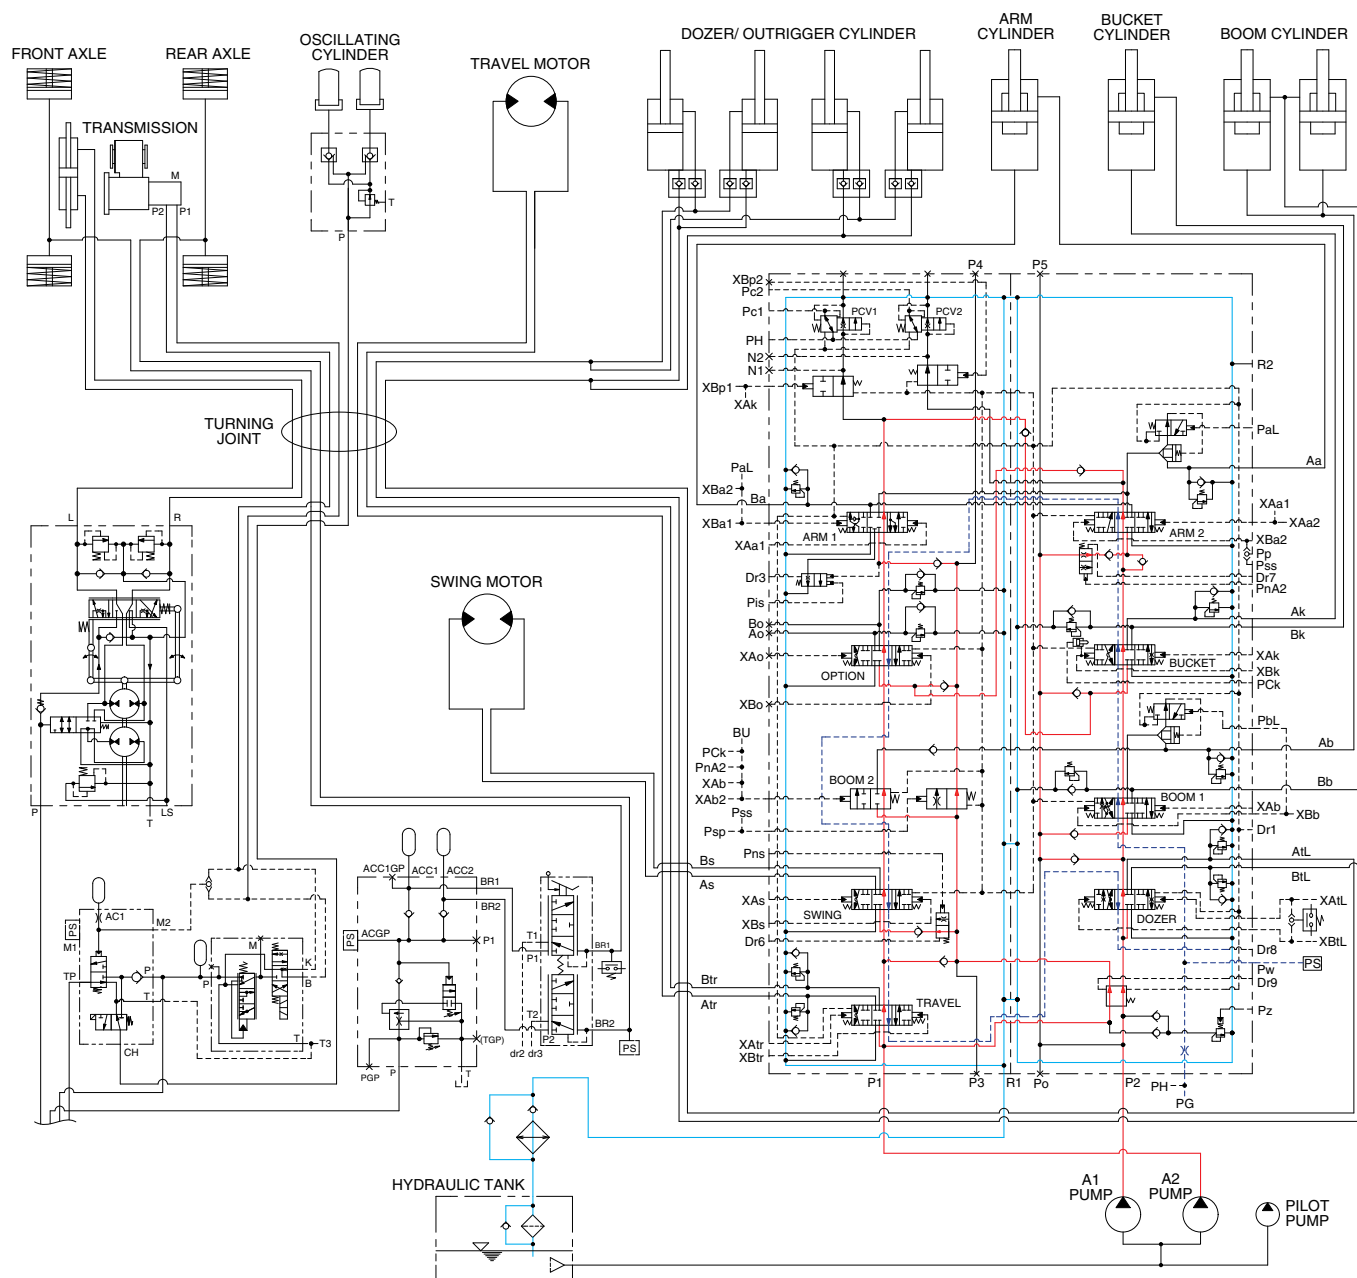 FRONT AXLE
REAR AXLE
OSCILLATING
CYLINDER
TRAVEL MOTOR
DOZER/ OUTRIGGER CYLINDER
ARM
CYLINDER
BUCKET
CYLINDER
BOOM CYLINDER
TRANSMISSION
M
P2 P1
T
P
TURNING
JOINT
SWING MOTOR
XBp2
Pc2
Pc1
PH
N2
N1
XBp1
XAk
P4
P5
PCV1
PCV2
R2
PaL
Aa
PaL
XBa2
Ba
XBa1
XAa1
ARM 1
ARM 2
XAa1
XAa2
XBa2
Pp
Pss
Dr7
PnA2
Dr3
Pis
Bo
Ao
XAo
OPTION
XBo
Ak
Bk
BUCKET
XAk
XBk
PCk
PbL
BU
PCk
PnA2
XAb
XAb2
Pss
Psp
BOOM 2
BOOM 1
Ab
Bb
XAb
XBb
Dr1
Pns
Bs
As
XAs
SWING
XBs
Dr6
AtL
BtL
DOZER
XAtL
XBtL
Dr8
PS
Pw
Dr9
Pz
Btr
Atr
TRAVEL
XAtr
XBtr
P1
P3
R1
Po
P2
PH
PG
L
R
P
T
LS
ACC1GP
ACC1
ACC2
BR1
BR2
PS
ACGP
P1
(TGP)
PGP
P
T
T1
P1
T2
P2
dr2 dr3
BR1
BR2
PS
AC1
PS
M1
M2
TP
P
T
CH
M
P
K
B
T
T3
HYDRAULIC TANK
A1
PUMP
A2
PUMP
PILOT
PUMP